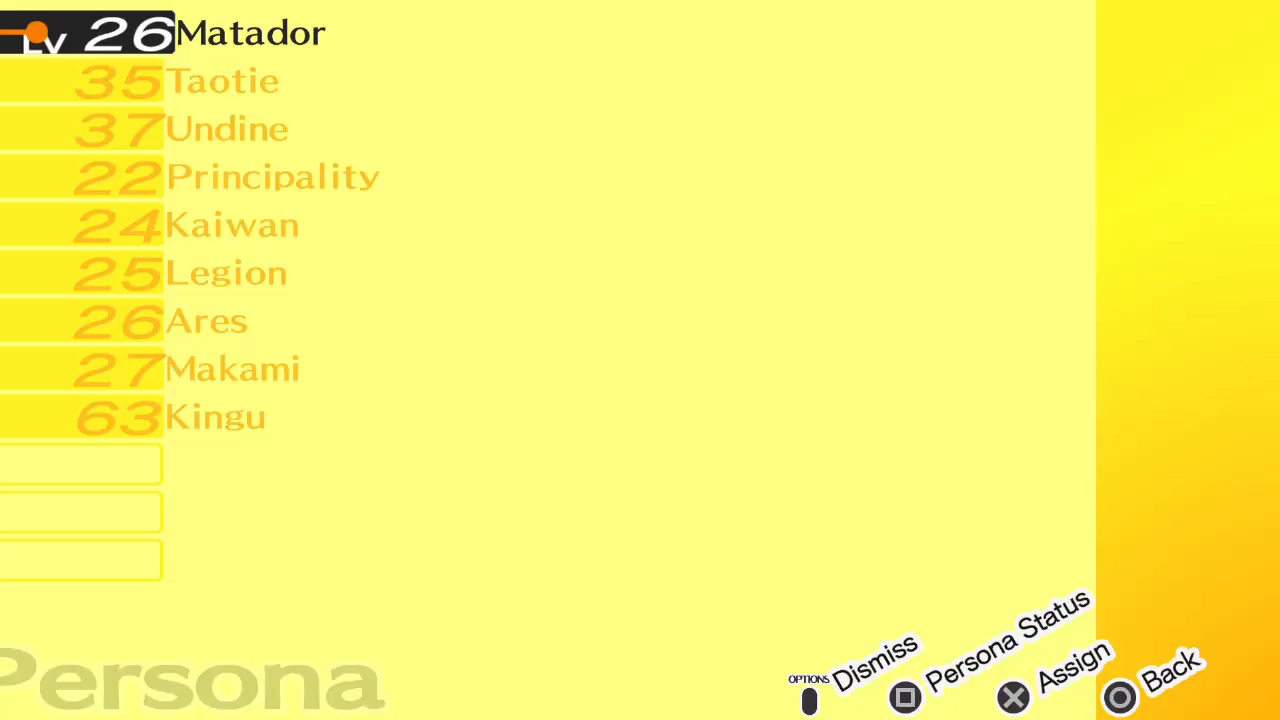 Lv 26 Matador
35 Taotie
37 Undine
22 Principality
24 Kaiwan
25 Legion
26 Ares
27 Makami
63 Kingu
Persona
OPTIONS Dismiss
Persona Status
Assign
Back